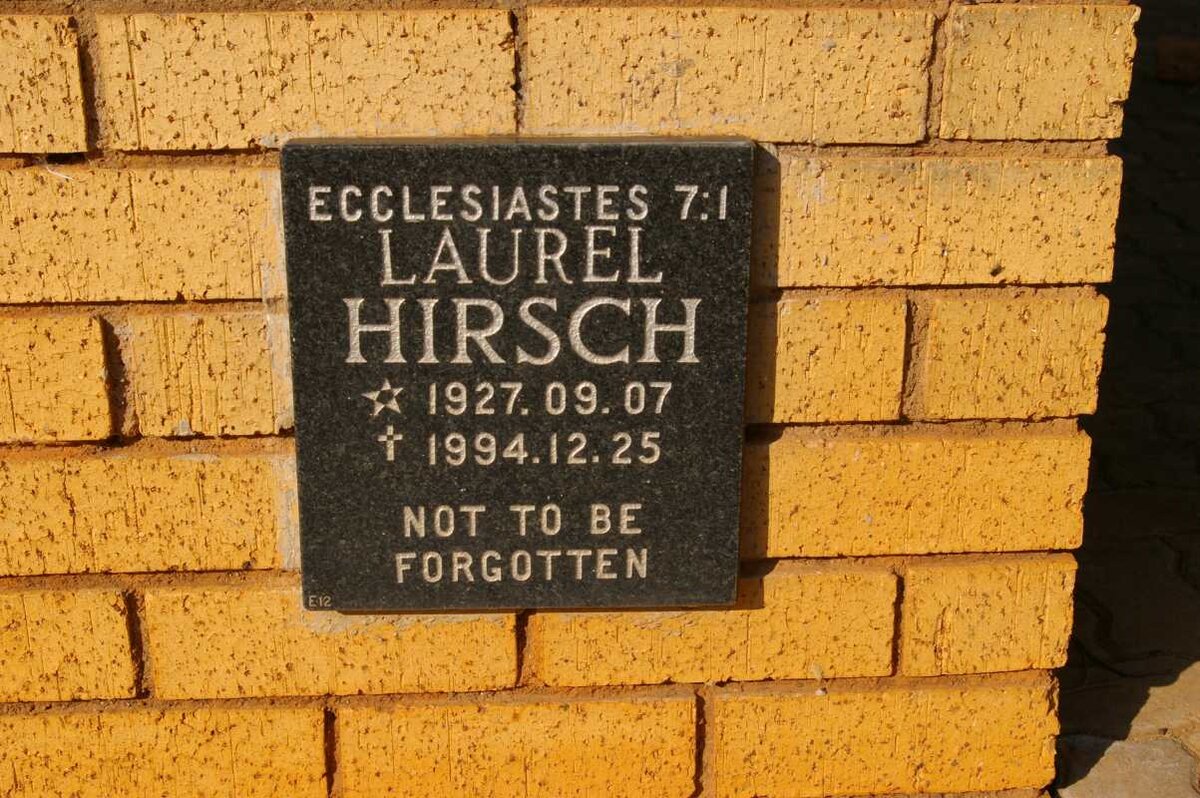 ECCLESIASTES 7:1
LAUREL
HIRSCH
☆ 1927.09.07
✝ 1994.12.25
NOT TO BE
FORGOTTEN
E12